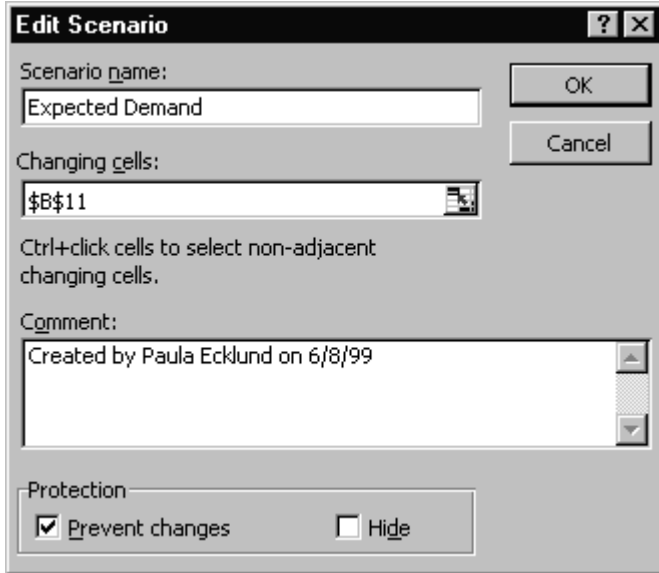 Edit Scenario
Scenario name:
OK
Expected Demand
Cancel
Changing cells:
$B$11
Ctrl+click cells to select non-adjacent
changing cells.
Comment:
Created by Paula Ecklund on 6/8/99
Protection
Prevent changes Hide